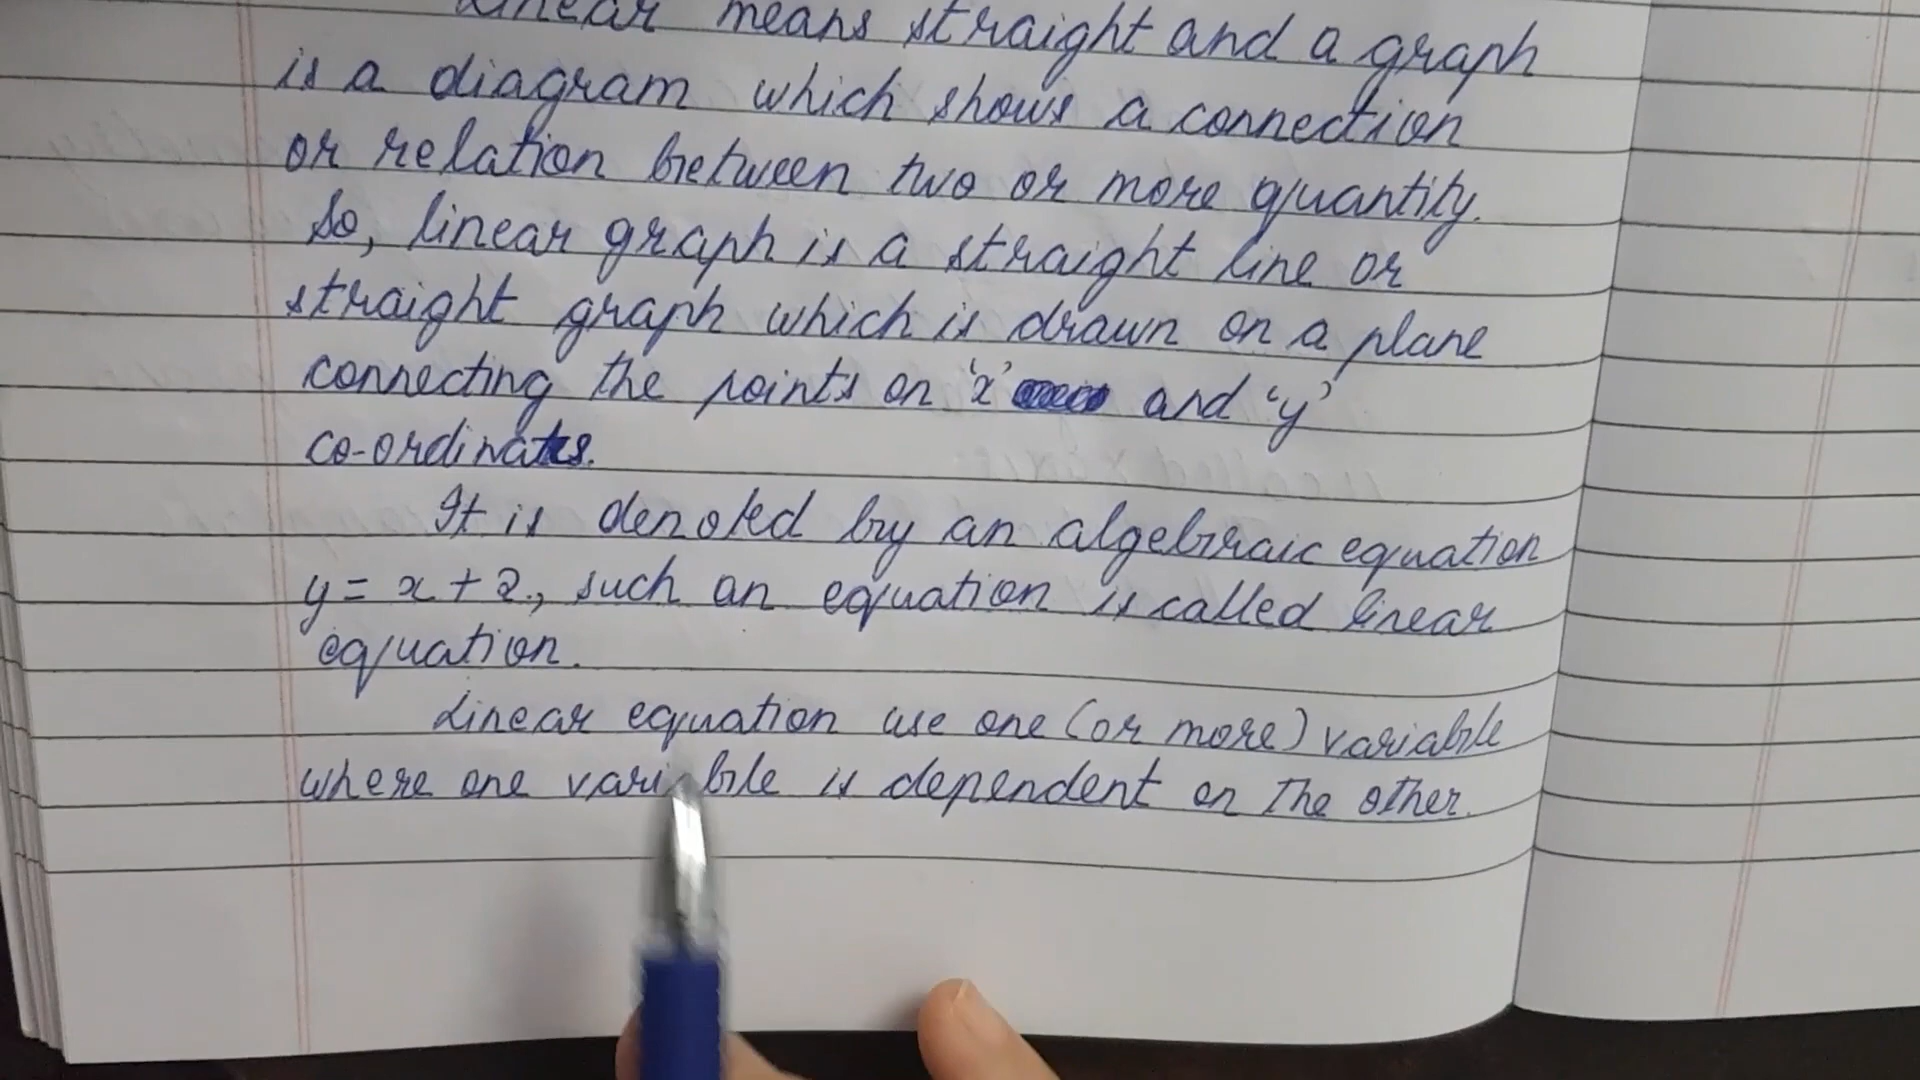 Linear means straight and a graph
is a diagram which shows a connection
or relation between two or more quantity.
So, linear graph is a straight line or
straight graph which is drawn on a plane
connecting the points on 'x' and 'y'
co-ordinates.
It is denoted by an algebraic equation
y = x + 2., such an equation is called linear
equation.
Linear equation use one (or more) variable
where one variable is dependent on the other.